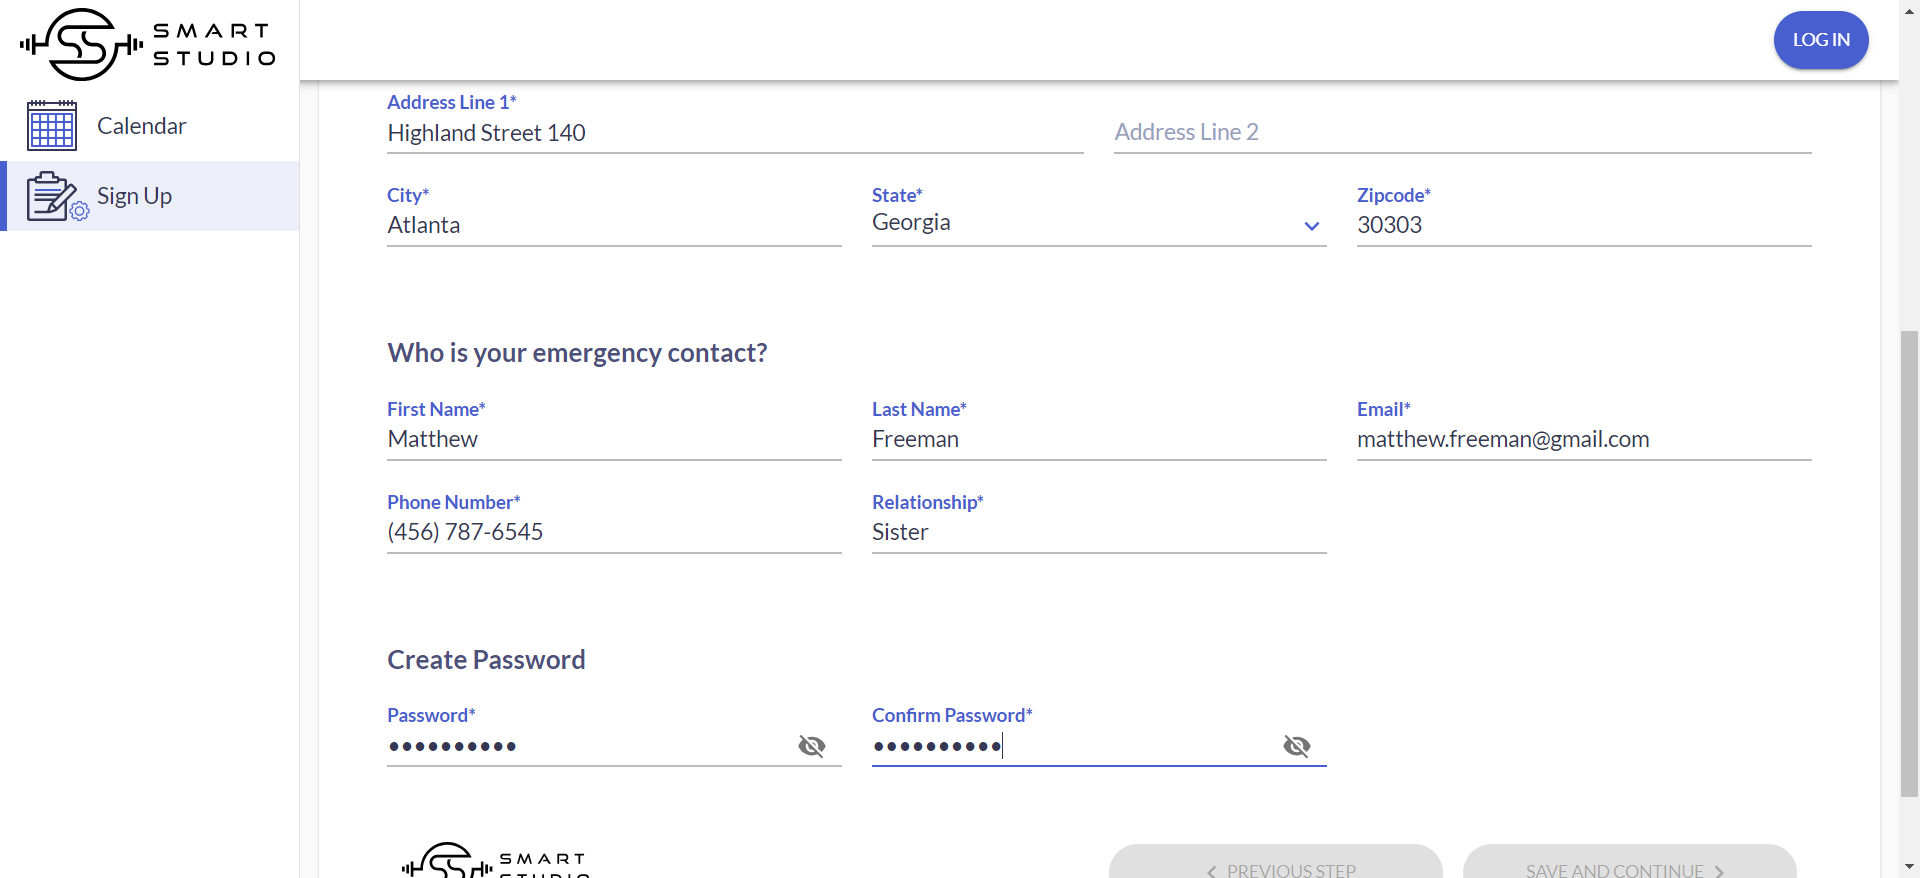 SMART
STUDIO
LOG IN
Calendar
Sign Up
Address Line 1*
Highland Street 140
Address Line 2
City*
Atlanta
State*
Georgia
Zipcode*
30303
Who is your emergency contact?
First Name*
Matthew
Last Name*
Freeman
Email*
matthew.freeman@gmail.com
Phone Number*
(456) 787-6545
Relationship*
Sister
Create Password
Password*
••••••••••
Confirm Password*
••••••••••
SMART
STUDIO
PREVIOUS STEP
SAVE AND CONTINUE